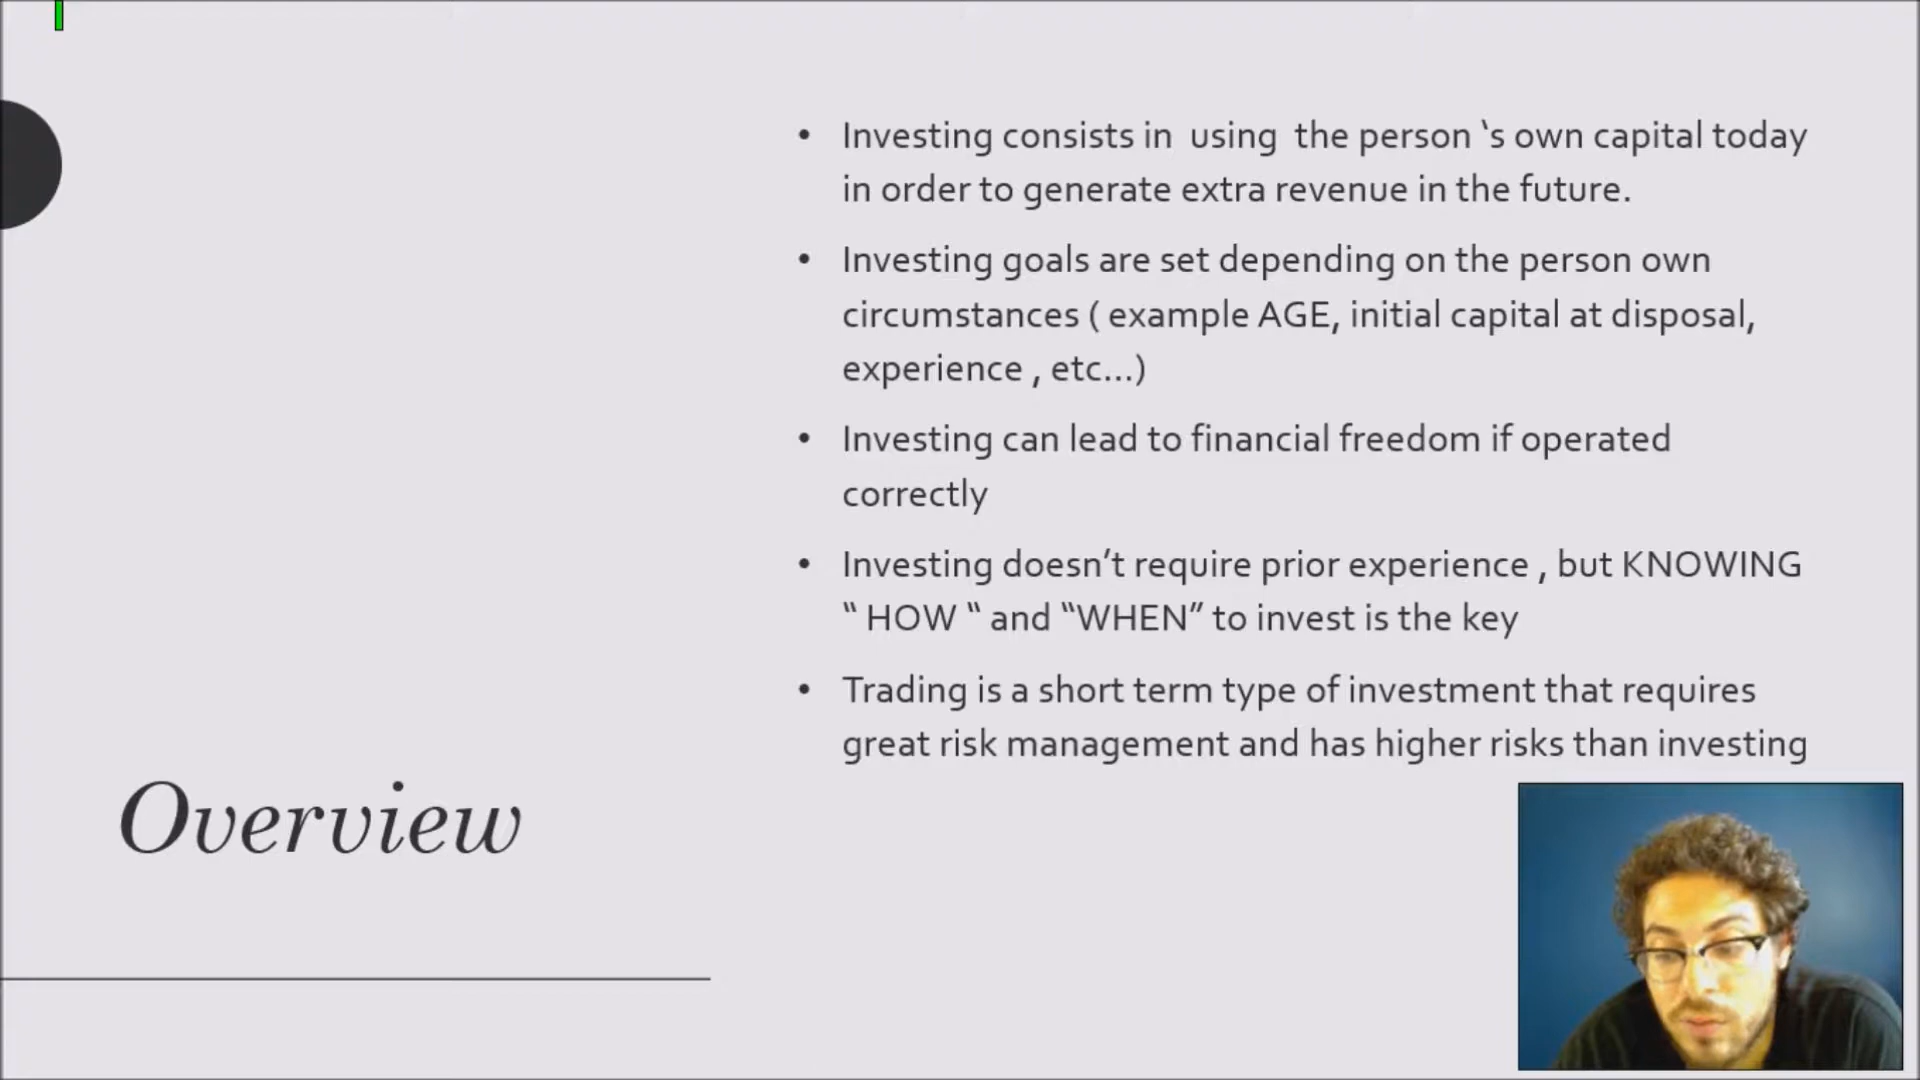 Investing consists in  using  the person ‘s own capital today
in order to generate extra revenue in the future.
Investing goals are set depending on the person own
circumstances ( example AGE, initial capital at disposal,
experience , etc...)
Investing can lead to financial freedom if operated
correctly
Investing doesn’t require prior experience , but KNOWING
“ HOW “ and “WHEN” to invest is the key
Trading is a short term type of investment that requires
great risk management and has higher risks than investing
Overview